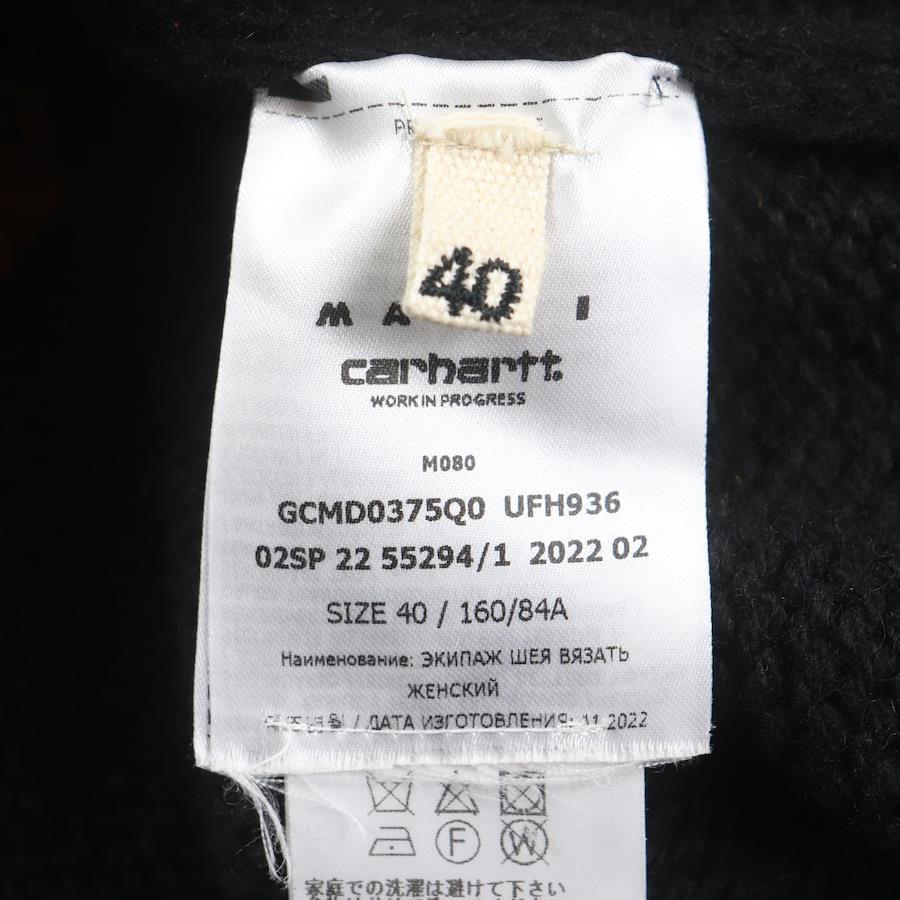 40
carhartt.
WORK IN PROGRESS
M080
GCMD0375Q0 UFH936
02SP 22 55294/1 2022 02
SIZE 40 / 160/84A
Наименование: ЭКИПАЖ ШЕЯ ВЯЗАТЬ
ЖЕНСКИЙ
/ ДАТА ИЗГОТОВЛЕНИЯ: 11 2022
F
W
家庭での洗濯は避けて下さい